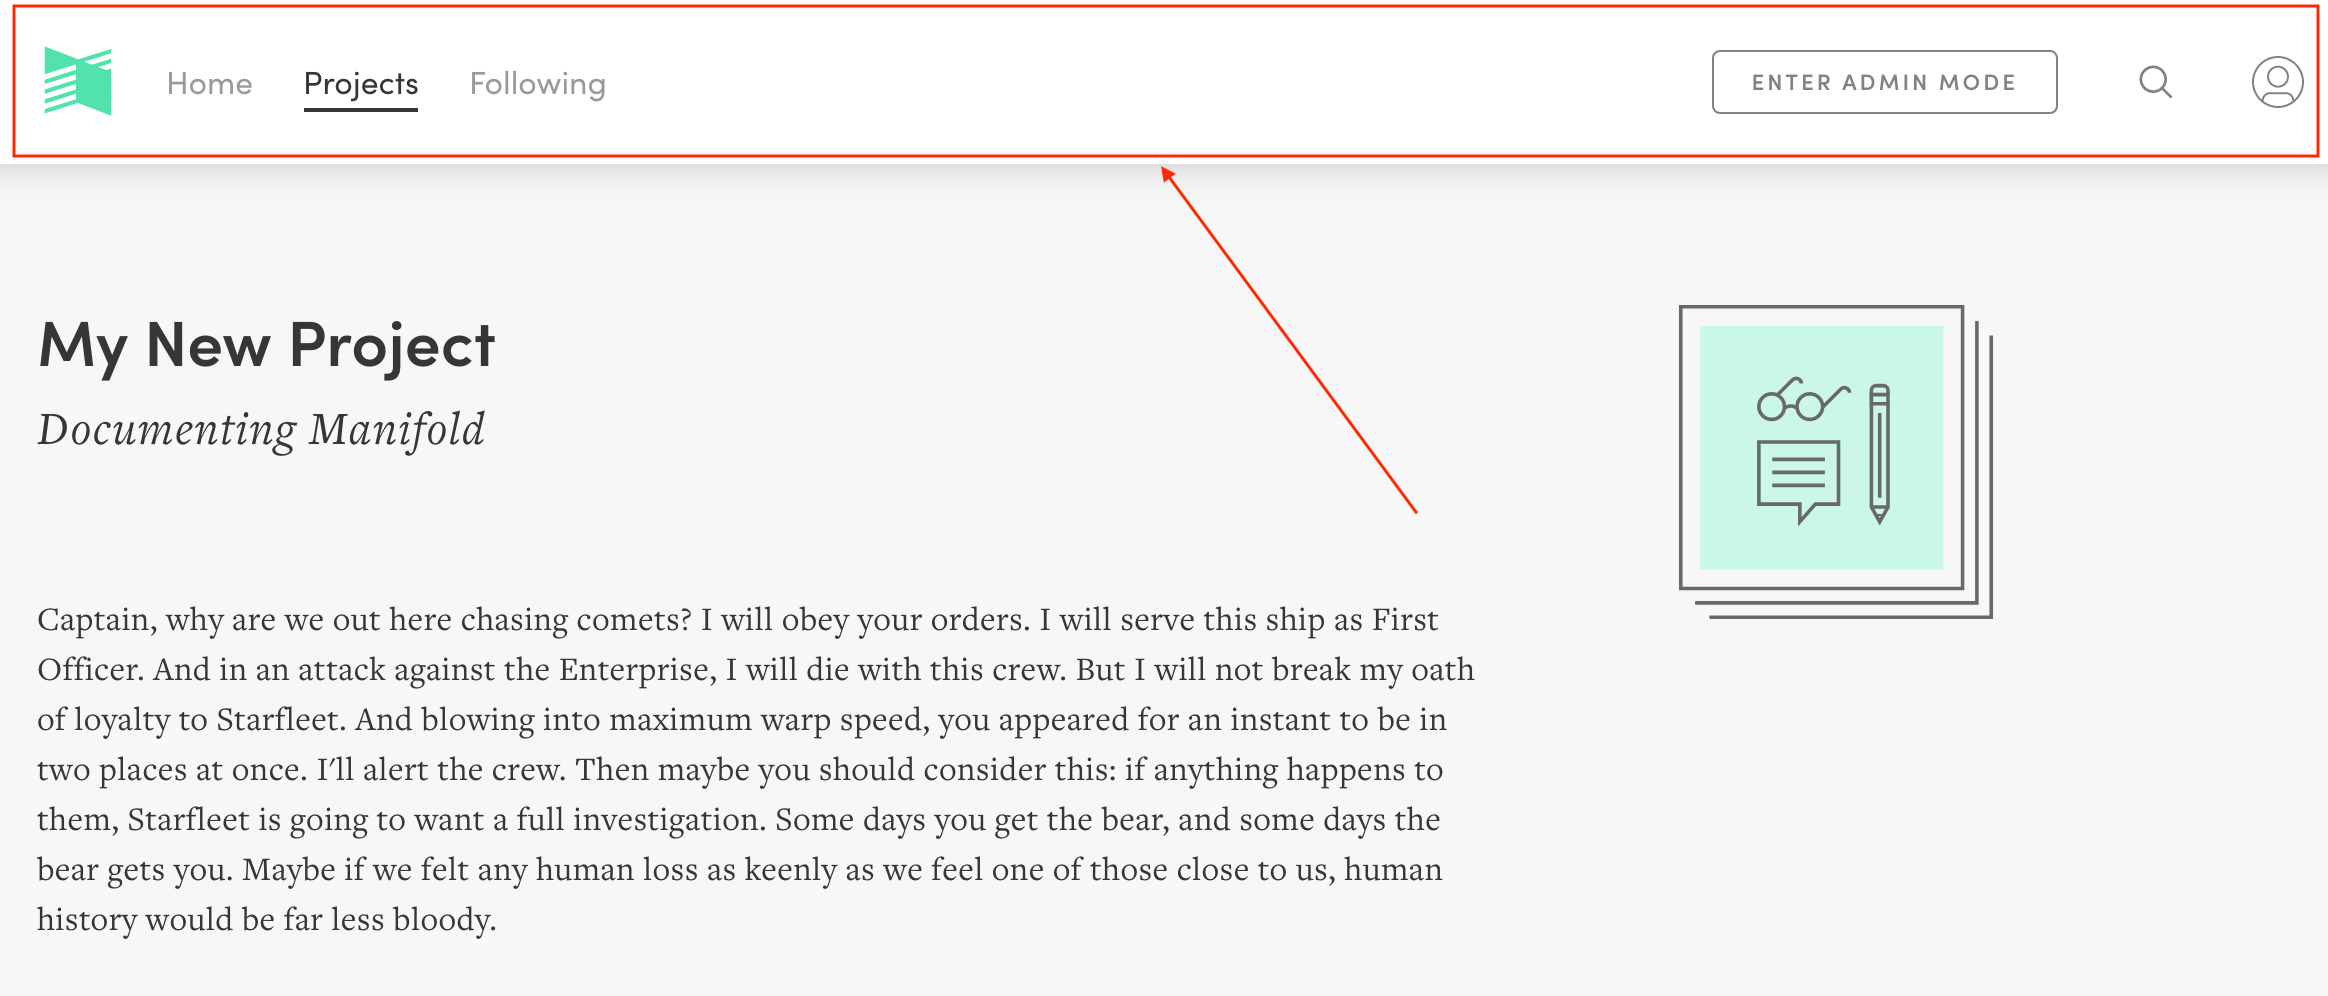 Home Projects Following ENTER ADMIN MODE
My New Project
Documenting Manifold
Captain, why are we out here chasing comets? I will obey your orders. I will serve this ship as First
Officer. And in an attack against the Enterprise, I will die with this crew. But I will not break my oath
of loyalty to Starfleet. And blowing into maximum warp speed, you appeared for an instant to be in
two places at once. I'll alert the crew. Then maybe you should consider this: if anything happens to
them, Starfleet is going to want a full investigation. Some days you get the bear, and some days the
bear gets you. Maybe if we felt any human loss as keenly as we feel one of those close to us, human
history would be far less bloody.